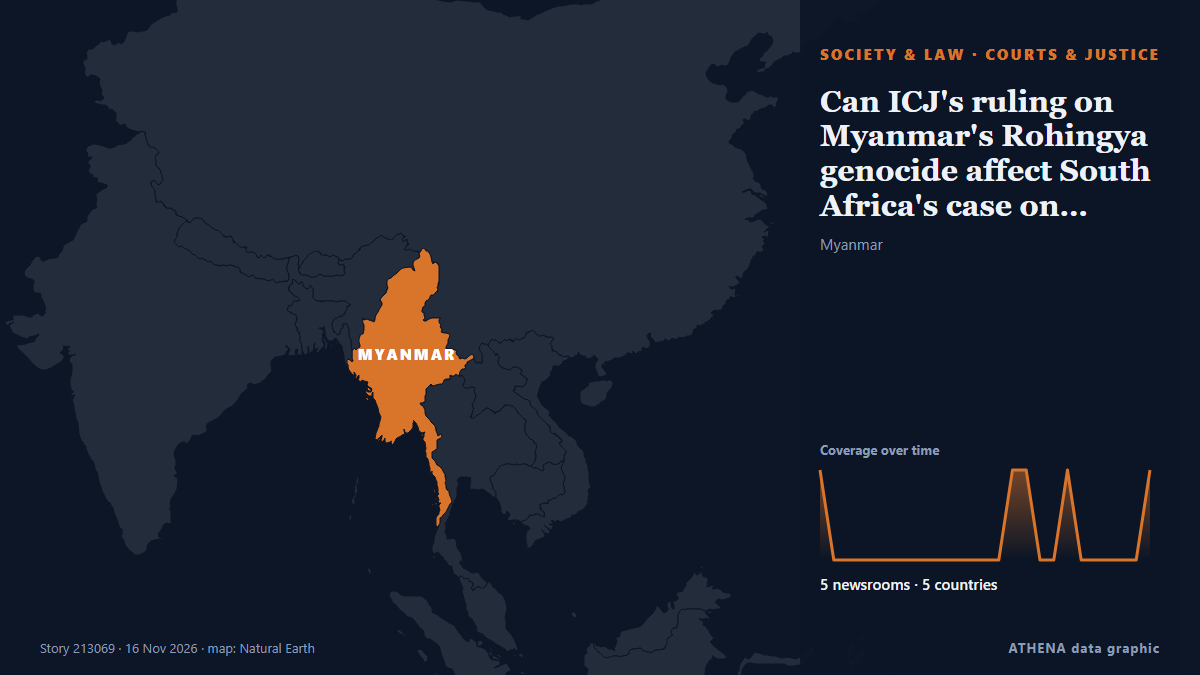 SOCIETY & LAW · COURTS & JUSTICE
Can ICJ's ruling on
Myanmar's Rohingya
genocide affect South
Africa's case on...
Myanmar
MYANMAR
Coverage over time
5 newsrooms · 5 countries
Story 213069 · 16 Nov 2026 · map: Natural Earth
ATHENA data graphic